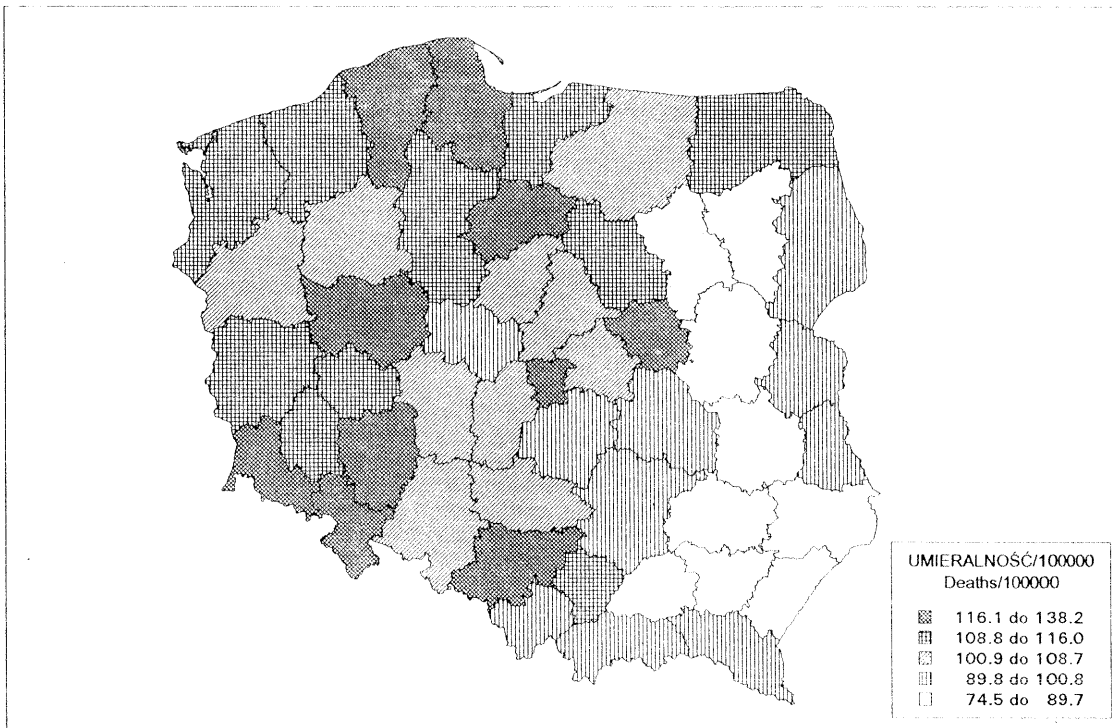 UMIERALNOŚĆ/100000
Deaths/100000
116.1 do 138.2
108.8 do 116.0
100.9 do 108.7
89.8 do 100.8
74.5 do 89.7